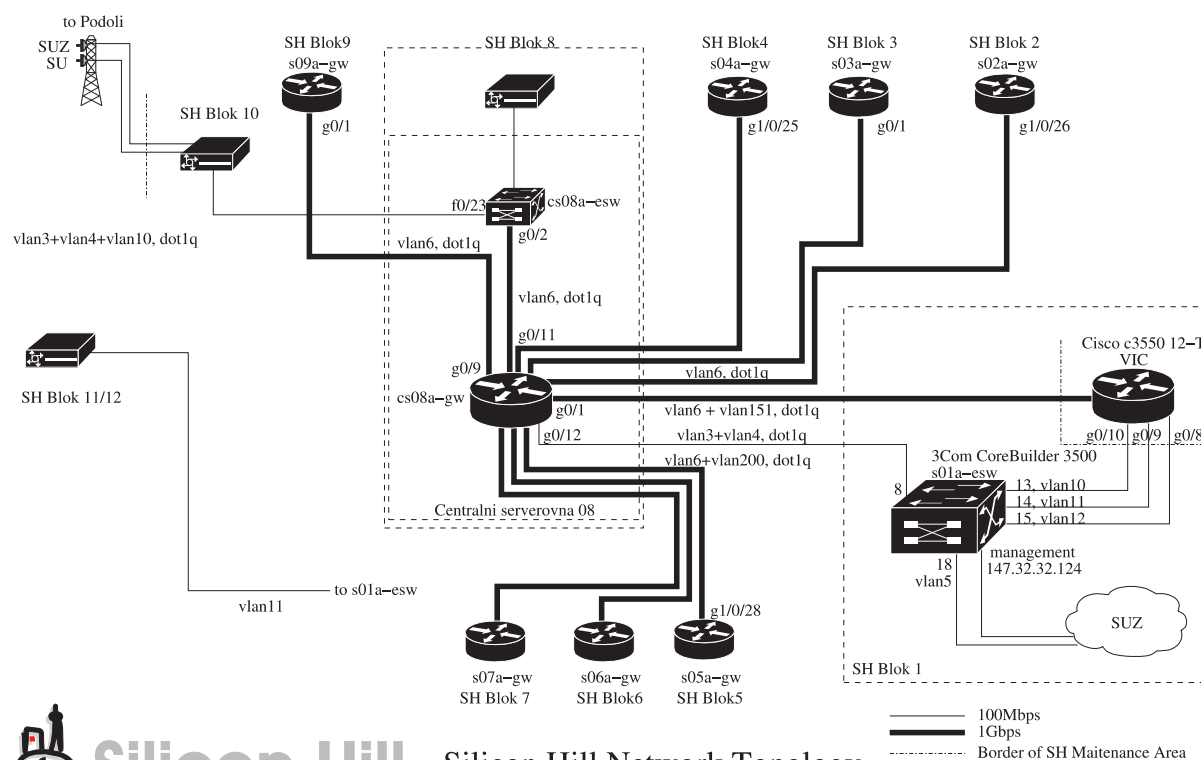 to Podoli
SUZ
SU
SH Blok 10
SH Blok9
s09a-gw
g0/1
SH Blok 8
SH Blok4
s04a-gw
g1/0/25
SH Blok 3
s03a-gw
g0/1
SH Blok 2
s02a-gw
g1/0/26
f0/23
cs08a-esw
g0/2
vlan3+vlan4+vlan10, dot1q
vlan6, dot1q
vlan6, dot1q
g0/11
g0/9
cs08a-gw
g0/1
g0/12
vlan6, dot1q
vlan6 + vlan151, dot1q
vlan3+vlan4, dot1q
vlan6+vlan200, dot1q
Cisco c3550 12-T
VIC
g0/10
g0/9
g0/8
SH Blok 11/12
3Com CoreBuilder 3500
s01a-esw
8
13, vlan10
14, vlan11
15, vlan12
Centralni serverovna 08
18
vlan5
management
147.32.32.124
SUZ
SH Blok 1
to s01a-esw
vlan11
g1/0/28
s07a-gw
SH Blok 7
s06a-gw
SH Blok6
s05a-gw
SH Blok5
100Mbps
1Gbps
Border of SH Maitenance Area
Silicon Hill
Silicon Hill Network Topology